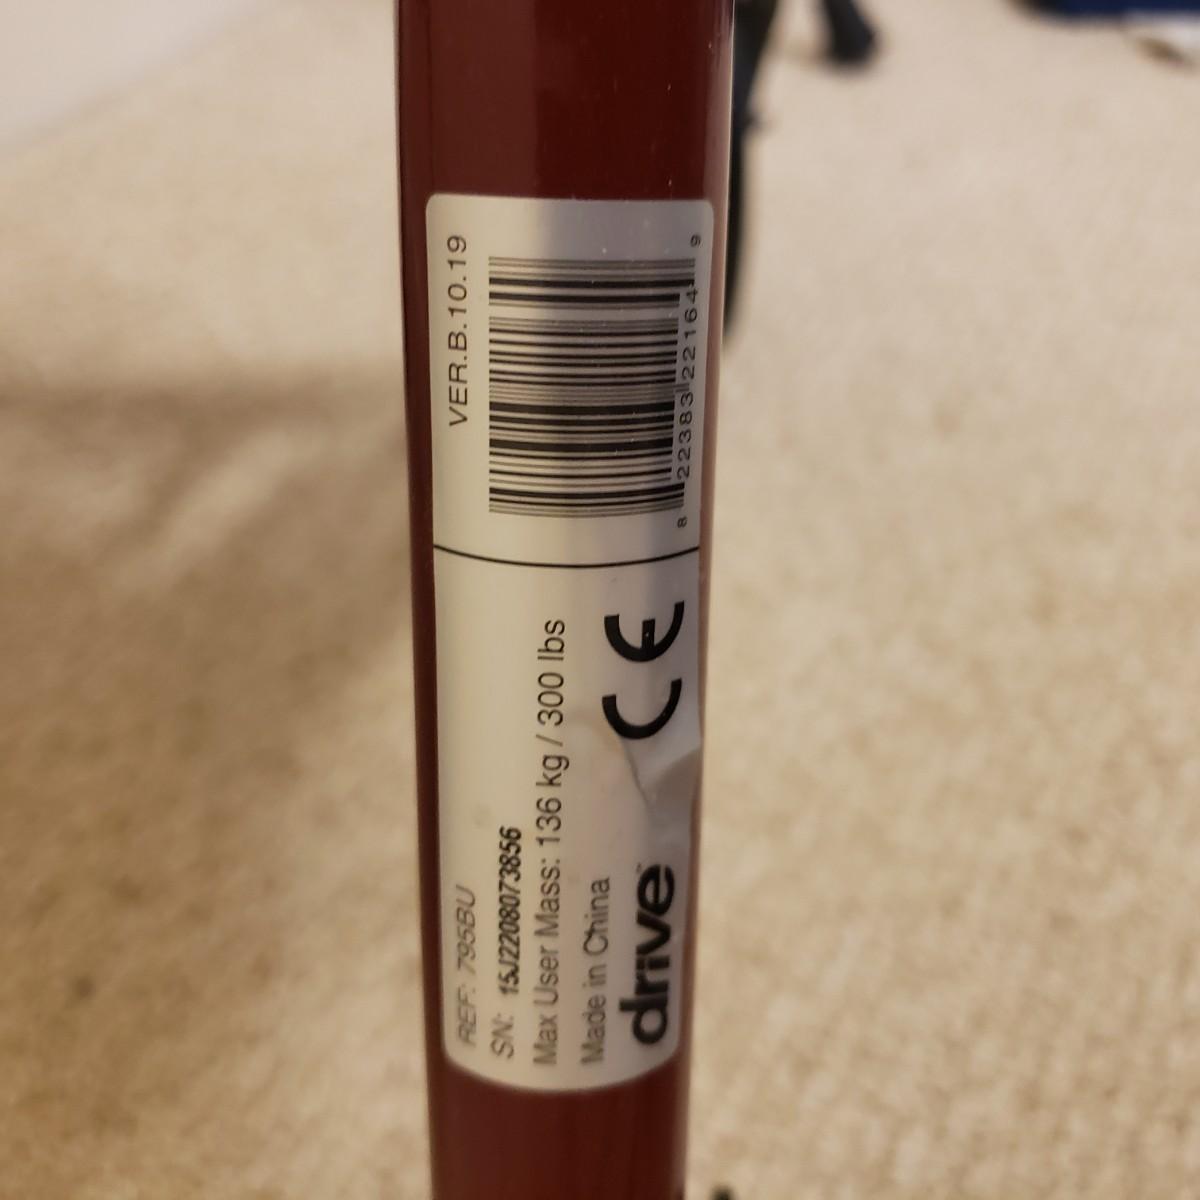 VER.B.10.19
8 22383 22164 9
REF: 795BU
SN: 15J2208073856
Max User Mass: 136 kg / 300 lbs
Made in China
CE
drive™